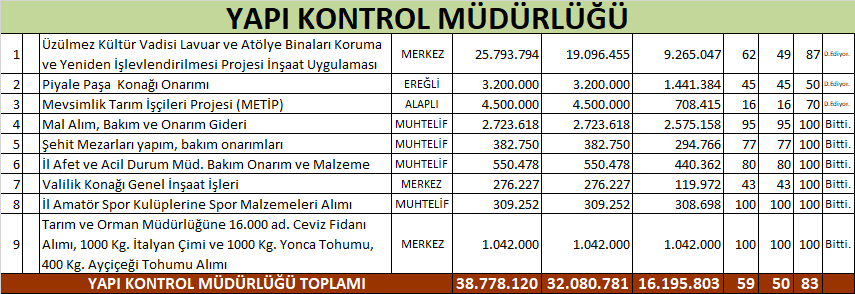 YAPI KONTROL MÜDÜRLÜĞÜ
1 Üzülmez Kültür Vadisi Lavuar ve Atölye Binaları Koruma
ve Yeniden İşlevlendirilmesi Projesi İnşaat Uygulaması MERKEZ 25.793.794 19.096.455 9.265.047 62 49 87 D.Ediyor.
2 Piyale Paşa Konağı Onarımı EREĞLİ 3.200.000 3.200.000 1.441.384 45 45 50 D.Ediyor.
3 Mevsimlik Tarım İşçileri Projesi (METİP) ALAPLI 4.500.000 4.500.000 708.415 16 16 70 D.Ediyor.
4 Mal Alım, Bakım ve Onarım Gideri MUHTELİF 2.723.618 2.723.618 2.575.158 95 95 100 Bitti.
5 Şehit Mezarları yapım, bakım onarımları MUHTELİF 382.750 382.750 294.766 77 77 100 Bitti.
6 İl Afet ve Acil Durum Müd. Bakım Onarım ve Malzeme MUHTELİF 550.478 550.478 440.362 80 80 100 Bitti.
7 Valilik Konağı Genel İnşaat İşleri MERKEZ 276.227 276.227 119.972 43 43 100 Bitti.
8 İl Amatör Spor Kulüplerine Spor Malzemeleri Alımı MUHTELİF 309.252 309.252 308.698 100 100 100 Bitti.
9 Tarım ve Orman Müdürlüğüne 16.000 ad. Ceviz Fidanı
Alımı, 1000 Kg. İtalyan Çimi ve 1000 Kg. Yonca Tohumu,
400 Kg. Ayçiçeği Tohumu Alımı MERKEZ 1.042.000 1.042.000 1.042.000 100 100 100 Bitti.
YAPI KONTROL MÜDÜRLÜĞÜ TOPLAMI 38.778.120 32.080.781 16.195.803 59 50 83